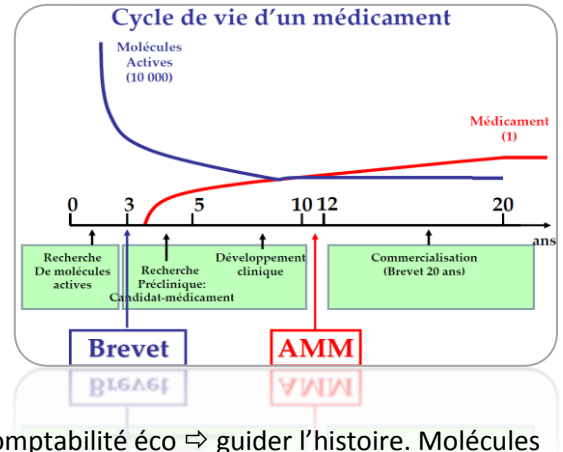 Cycle de vie d'un médicament
Molécules
Actives
(10 000)
Médicament
(1)
0 3 5 10 12 20
ans
Recherche
De molécules
actives
Recherche
Préclinique:
Candidat-médicament
Développement
clinique
Commercialisation
(Brevet 20 ans)
Brevet
AMM
omptabilité éco ⇨ guider l'histoire. Molécules